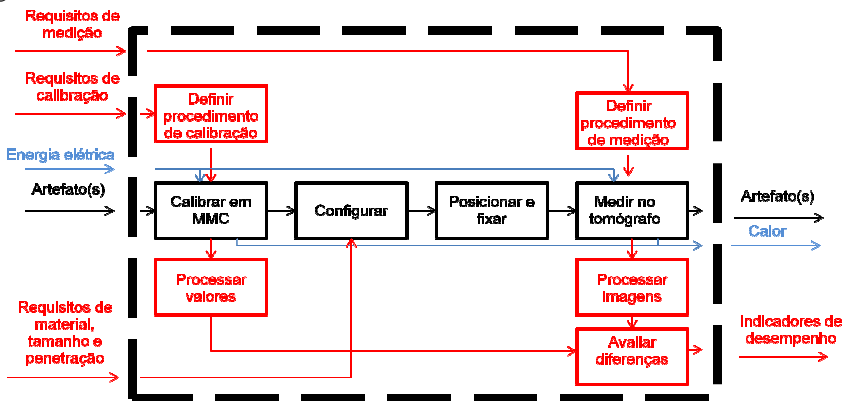 Requisitos de
medição
Requisitos de
calibração
Definir
procedimento
de calibração
Definir
procedimento
de medição
Energia elétrica
Artefato(s)
Calibrar em
MMC
Configurar
Posicionar e
fixar
Medir no
tomógrafo
Artefato(s)
Calor
Processar
valores
Processar
imagens
Requisitos de
material,
tamanho e
penetração
Avaliar
diferenças
Indicadores de
desempenho